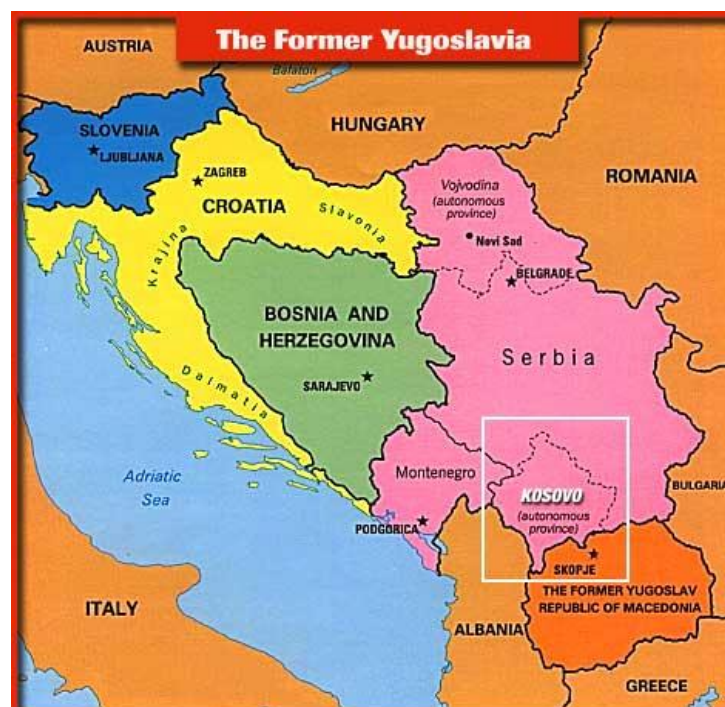 The Former Yugoslavia
AUSTRIA
Balaton
HUNGARY
SLOVENIA
LJUBLJANA
ZAGREB
ROMANIA
CROATIA
Slavonia
Krajina
Vojvodina
(autonomous
province)
Novi Sad
BELGRADE
BOSNIA AND
HERZEGOVINA
SARAJEVO
Serbia
Dalmatia
Adriatic
Sea
Montenegro
KOSOVO
(autonomous
province)
BULGARIA
PODGORICA
SKOPJE
THE FORMER YUGOSLAV
REPUBLIC OF MACEDONIA
ITALY
ALBANIA
GREECE